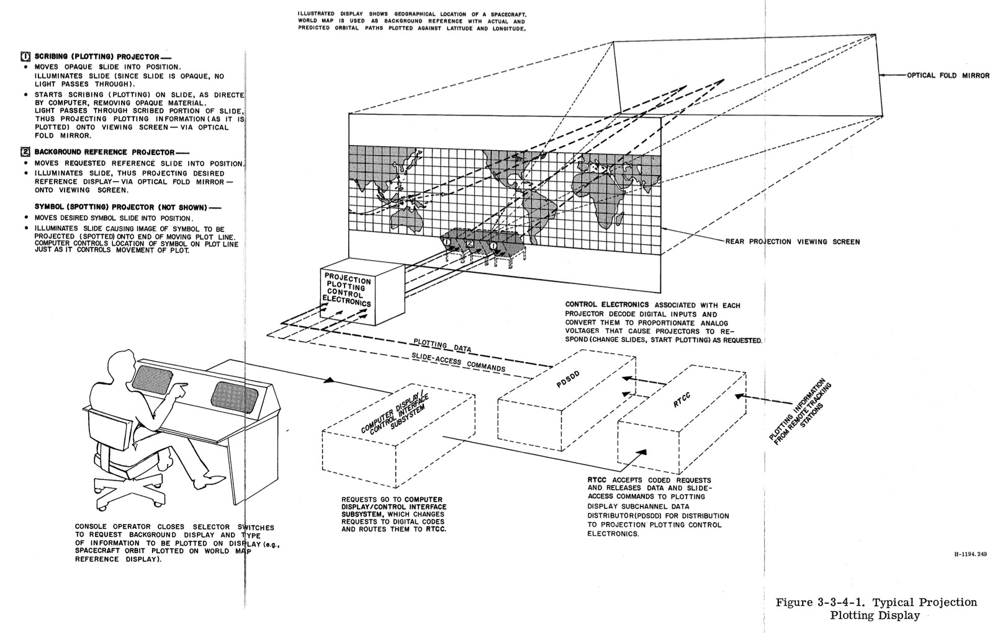 ILLUSTRATED DISPLAY SHOWS GEOGRAPHICAL LOCATION OF A SPACECRAFT.
WORLD MAP IS USED AS BACKGROUND REFERENCE WITH ACTUAL AND
PREDICTED ORBITAL PATHS PLOTTED AGAINST LATITUDE AND LONGITUDE.
1 SCRIBING (PLOTTING) PROJECTOR—
• MOVES OPAQUE SLIDE INTO POSITION.
ILLUMINATES SLIDE (SINCE SLIDE IS OPAQUE, NO
LIGHT PASSES THROUGH).
• STARTS SCRIBING (PLOTTING) ON SLIDE, AS DIRECTE
BY COMPUTER, REMOVING OPAQUE MATERIAL.
LIGHT PASSES THROUGH SCRIBED PORTION OF SLIDE,
THUS PROJECTING PLOTTING INFORMATION (AS IT IS
PLOTTED) ONTO VIEWING SCREEN — VIA OPTICAL
FOLD MIRROR.
2 BACKGROUND REFERENCE PROJECTOR—
• MOVES REQUESTED REFERENCE SLIDE INTO POSITION.
• ILLUMINATES SLIDE, THUS PROJECTING DESIRED
REFERENCE DISPLAY— VIA OPTICAL FOLD MIRROR —
ONTO VIEWING SCREEN.
SYMBOL (SPOTTING) PROJECTOR (NOT SHOWN)—
• MOVES DESIRED SYMBOL SLIDE INTO POSITION.
• ILLUMINATES SLIDE CAUSING IMAGE OF SYMBOL TO BE
PROJECTED (SPOTTED) ONTO END OF MOVING PLOT LINE.
COMPUTER CONTROLS LOCATION OF SYMBOL ON PLOT LINE
JUST AS IT CONTROLS MOVEMENT OF PLOT.
OPTICAL FOLD MIRROR
REAR PROJECTION VIEWING SCREEN
1
2
1
PROJECTION
PLOTTING
CONTROL
ELECTRONICS
CONTROL ELECTRONICS ASSOCIATED WITH EACH
PROJECTOR DECODE DIGITAL INPUTS AND
CONVERT THEM TO PROPORTIONATE ANALOG
VOLTAGES THAT CAUSE PROJECTORS TO RE-
SPOND (CHANGE SLIDES, START PLOTTING) AS REQUESTED.
PLOTTING DATA
SLIDE-ACCESS COMMANDS
COMPUTER DISPLAY/
CONTROL INTERFACE
SUBSYSTEM
PDSDD
RTCC
PLOTTING INFORMATION
FROM REMOTE TRACKING
STATIONS
REQUESTS GO TO COMPUTER
DISPLAY/CONTROL INTERFACE
SUBSYSTEM, WHICH CHANGES
REQUESTS TO DIGITAL CODES
AND ROUTES THEM TO RTCC.
RTCC ACCEPTS CODED REQUESTS
AND RELEASES DATA AND SLIDE-
ACCESS COMMANDS TO PLOTTING
DISPLAY SUBCHANNEL DATA
DISTRIBUTOR(PDSDD) FOR DISTRIBUTION
TO PROJECTION PLOTTING CONTROL
ELECTRONICS.
CONSOLE OPERATOR CLOSES SELECTOR SWITCHES
TO REQUEST BACKGROUND DISPLAY AND TYPE
OF INFORMATION TO BE PLOTTED ON DISPLAY (e.g.,
SPACECRAFT ORBIT PLOTTED ON WORLD MAP
REFERENCE DISPLAY).
H-1194.249
Figure 3-3-4-1. Typical Projection
Plotting Display